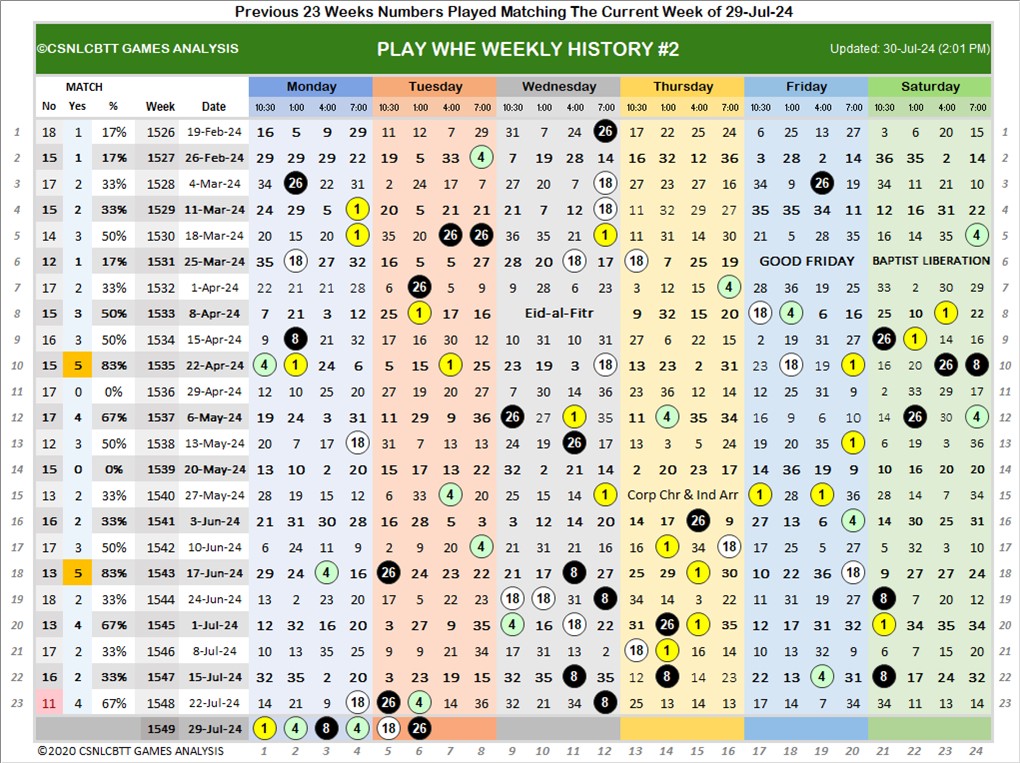 Previous 23 Weeks Numbers Played Matching The Current Week of 29-Jul-24
©CSNLCBTT GAMES ANALYSIS PLAY WHE WEEKLY HISTORY #2 Updated: 30-Jul-24 (2:01 PM)
MATCH Monday Tuesday Wednesday Thursday Friday Saturday
No Yes % Week Date 10:30 1:00 4:00 7:00 10:30 1:00 4:00 7:00 10:30 1:00 4:00 7:00 10:30 1:00 4:00 7:00 10:30 1:00 4:00 7:00 10:30 1:00 4:00 7:00
1 18 1 17% 1526 19-Feb-24 16 5 9 29 11 12 7 29 31 7 24 26 17 22 25 24 6 25 13 27 3 6 20 15 1
2 15 1 17% 1527 26-Feb-24 29 29 29 22 19 5 33 4 7 19 28 14 16 32 12 36 3 28 2 14 36 35 2 14 2
3 17 2 33% 1528 4-Mar-24 34 26 22 31 2 24 17 7 27 20 7 18 27 23 27 16 34 9 26 19 34 11 21 10 3
4 15 2 33% 1529 11-Mar-24 24 29 5 1 20 5 21 21 21 7 12 18 11 32 29 27 35 35 34 11 12 16 31 22 4
5 14 3 50% 1530 18-Mar-24 20 15 20 1 35 20 26 26 36 35 21 1 11 31 14 30 21 5 28 35 16 14 35 4 5
6 12 1 17% 1531 25-Mar-24 35 18 27 32 16 5 5 27 28 20 18 17 18 7 25 19 GOOD FRIDAY BAPTIST LIBERATION 6
7 17 2 33% 1532 1-Apr-24 22 21 21 28 6 26 5 9 9 28 6 23 3 12 15 4 28 36 19 25 33 2 30 29 7
8 15 3 50% 1533 8-Apr-24 7 21 3 12 25 1 17 16 Eid-al-Fitr 9 32 15 20 18 4 6 16 25 10 1 22 8
9 16 3 50% 1534 15-Apr-24 9 8 21 32 17 16 30 12 10 31 10 31 27 6 22 15 2 19 31 27 26 1 14 16 9
10 15 5 83% 1535 22-Apr-24 4 1 24 6 5 15 1 25 23 19 3 18 13 23 2 31 23 18 19 1 16 20 26 8 10
11 17 0 0% 1536 29-Apr-24 12 10 25 20 27 19 20 27 7 30 14 36 23 36 12 14 12 31 31 9 2 33 29 17 11
12 17 4 67% 1537 6-May-24 19 24 3 31 11 29 9 36 26 27 1 35 11 4 35 34 16 9 6 10 14 26 30 4 12
13 12 3 50% 1538 13-May-24 20 7 17 18 31 7 13 13 24 19 26 17 13 3 5 24 19 20 35 1 6 19 3 36 13
14 15 0 0% 1539 20-May-24 13 10 2 20 15 17 13 22 32 2 21 14 2 20 23 17 14 36 19 9 10 16 20 20 14
15 13 2 33% 1540 27-May-24 28 19 15 12 6 33 4 20 25 15 14 1 Corp Chr & Ind Arr 1 28 1 36 28 14 7 34 15
16 16 2 33% 1541 3-Jun-24 21 31 30 28 16 28 5 3 3 12 14 20 14 17 26 9 27 13 6 4 14 30 25 31 16
17 17 3 50% 1542 10-Jun-24 6 24 11 9 2 9 20 4 21 31 21 16 16 1 34 18 17 25 5 27 5 32 3 10 17
18 13 5 83% 1543 17-Jun-24 29 24 4 16 26 24 23 22 21 17 8 27 25 29 1 30 10 22 36 18 9 27 27 24 18
19 18 2 33% 1544 24-Jun-24 13 2 23 19 17 5 22 23 18 18 31 8 34 14 3 22 11 31 19 27 8 7 20 12 19
20 13 4 67% 1545 1-Jul-24 12 32 16 20 3 27 9 35 4 16 18 22 31 26 1 35 12 17 31 32 1 34 35 34 20
21 17 2 33% 1546 8-Jul-24 10 13 35 25 9 9 21 34 17 31 13 2 18 1 16 14 10 13 32 9 6 7 15 20 21
22 16 2 33% 1547 15-Jul-24 32 35 2 20 3 23 19 15 32 35 8 35 12 8 14 23 19 13 4 31 8 17 24 32 22
23 11 4 67% 1548 22-Jul-24 14 21 9 18 26 4 14 36 32 21 34 8 25 13 14 13 17 14 7 34 34 11 13 14 23
1549 29-Jul-24 1 4 8 4 18 26
©2020 CSNLCBTT GAMES ANALYSIS 1 2 3 4 5 6 7 8 9 10 11 12 13 14 15 16 17 18 19 20 21 22 23 24